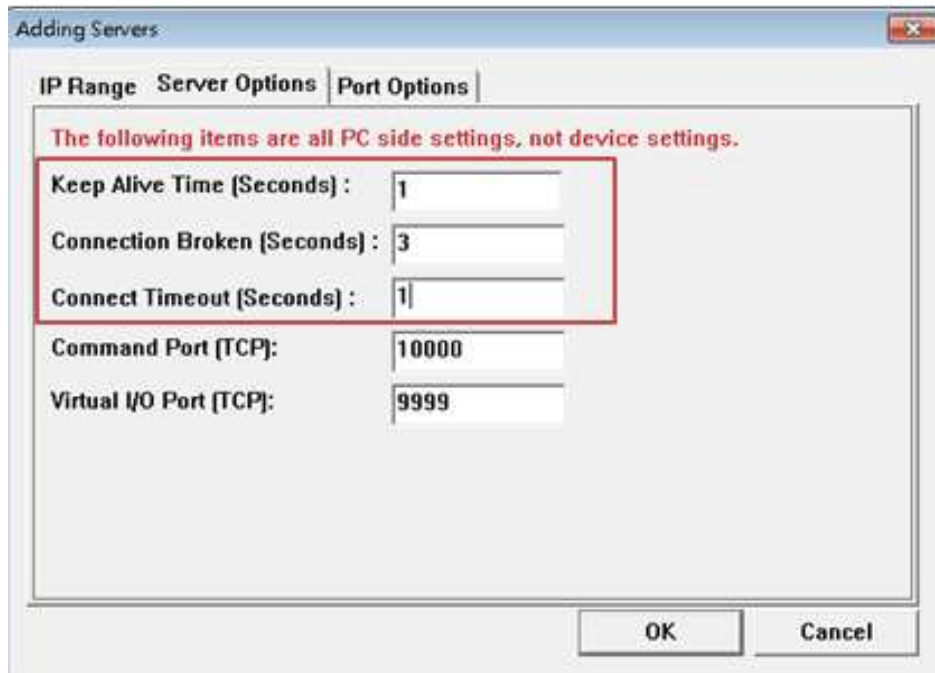 Adding Servers
IP Range Server Options Port Options
The following items are all PC side settings, not device settings.
Keep Alive Time (Seconds) : 1
Connection Broken (Seconds) : 3
Connect Timeout (Seconds) : 1
Command Port (TCP): 10000
Virtual I/O Port (TCP): 9999
OK Cancel